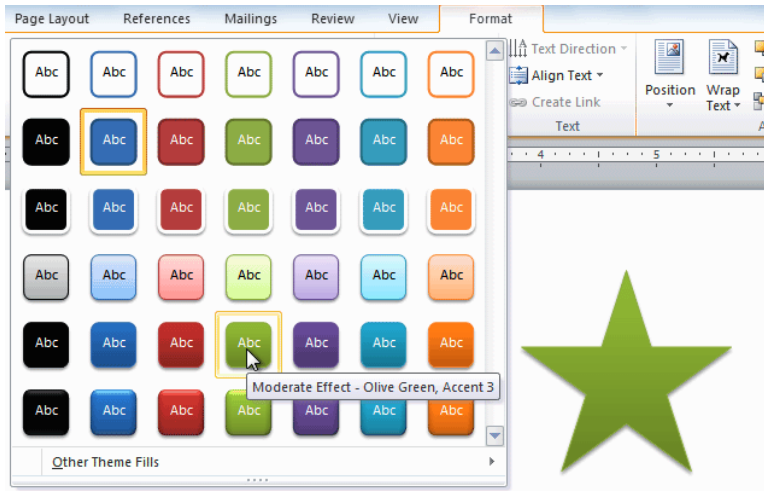 Page Layout References Mailings Review View Format
Abc Abc Abc Abc Abc Abc Abc
Abc Abc Abc Abc Abc Abc Abc
Abc Abc Abc Abc Abc Abc Abc
Abc Abc Abc Abc Abc Abc Abc
Abc Abc Abc Abc Abc Abc Abc
Moderate Effect - Olive Green, Accent 3
Abc Abc Abc Abc Abc Abc Abc
Other Theme Fills
Text Direction
Align Text
Create Link
Text
Position
Wrap
Text
A
4 5